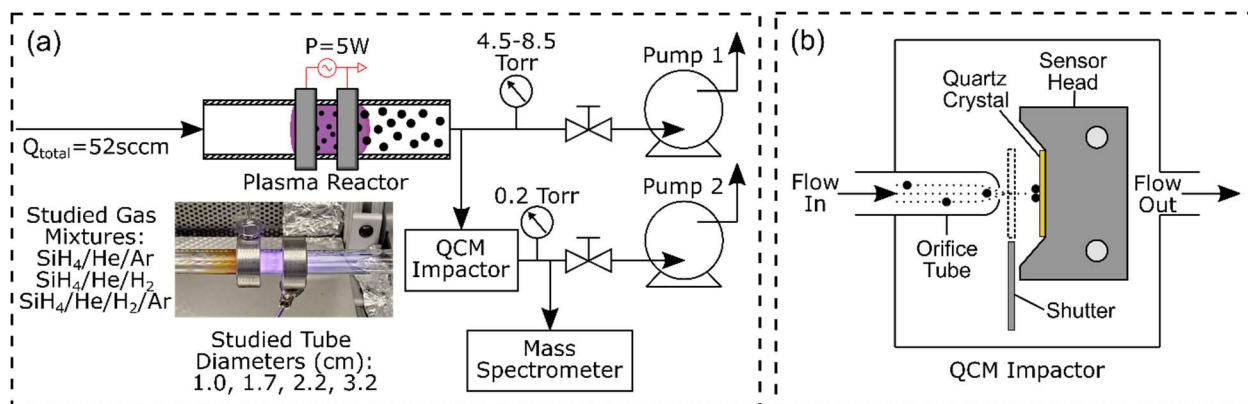 (a)
P=5W
4.5-8.5
Torr
Pump 1
Q_total=52sccm
Plasma Reactor
Studied Gas
Mixtures:
SiH₄/He/Ar
SiH₄/He/H₂
SiH₄/He/H₂/Ar
0.2 Torr
Pump 2
QCM
Impactor
Studied Tube
Diameters (cm):
1.0, 1.7, 2.2, 3.2
Mass
Spectrometer
(b)
Sensor
Head
Quartz
Crystal
Flow
In
Flow
Out
Orifice
Tube
Shutter
QCM Impactor